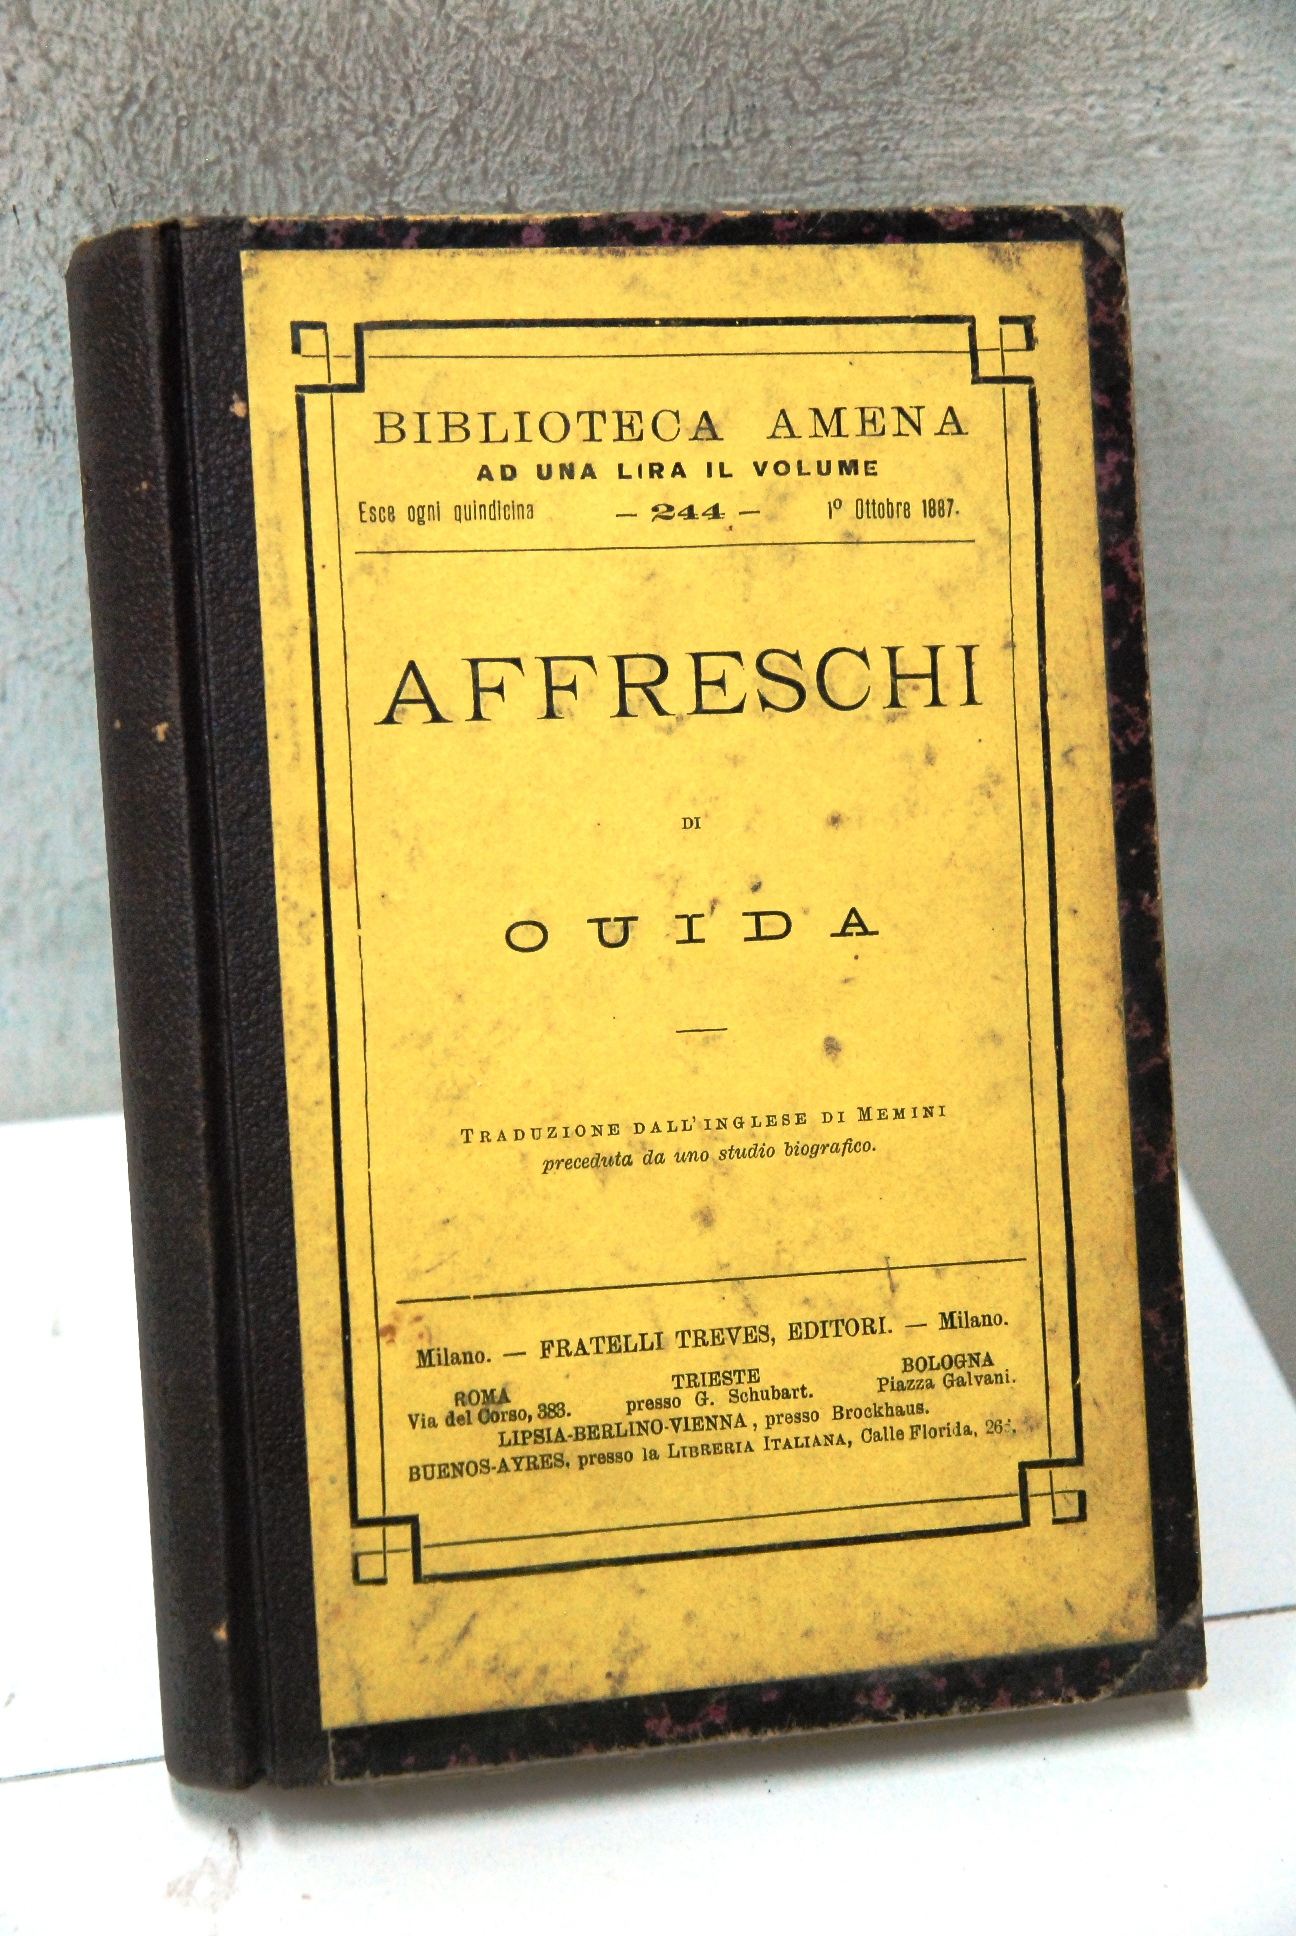 BIBLIOTECA AMENA
AD UNA LIRA IL VOLUME
Esce ogni quindicina — 244 — 1º Ottobre 1887.
AFFRESCHI
DI
OUIDA
TRADUZIONE DALL'INGLESE DI MEMINI
preceduta da uno studio biografico.
Milano. — FRATELLI TREVES, EDITORI. — Milano.
ROMA TRIESTE BOLOGNA
Via del Corso, 383. presso G. Schubart. Piazza Galvani.
LIPSIA-BERLINO-VIENNA, presso Brockhaus.
BUENOS-AYRES, presso la LIBRERIA ITALIANA, Calle Florida,